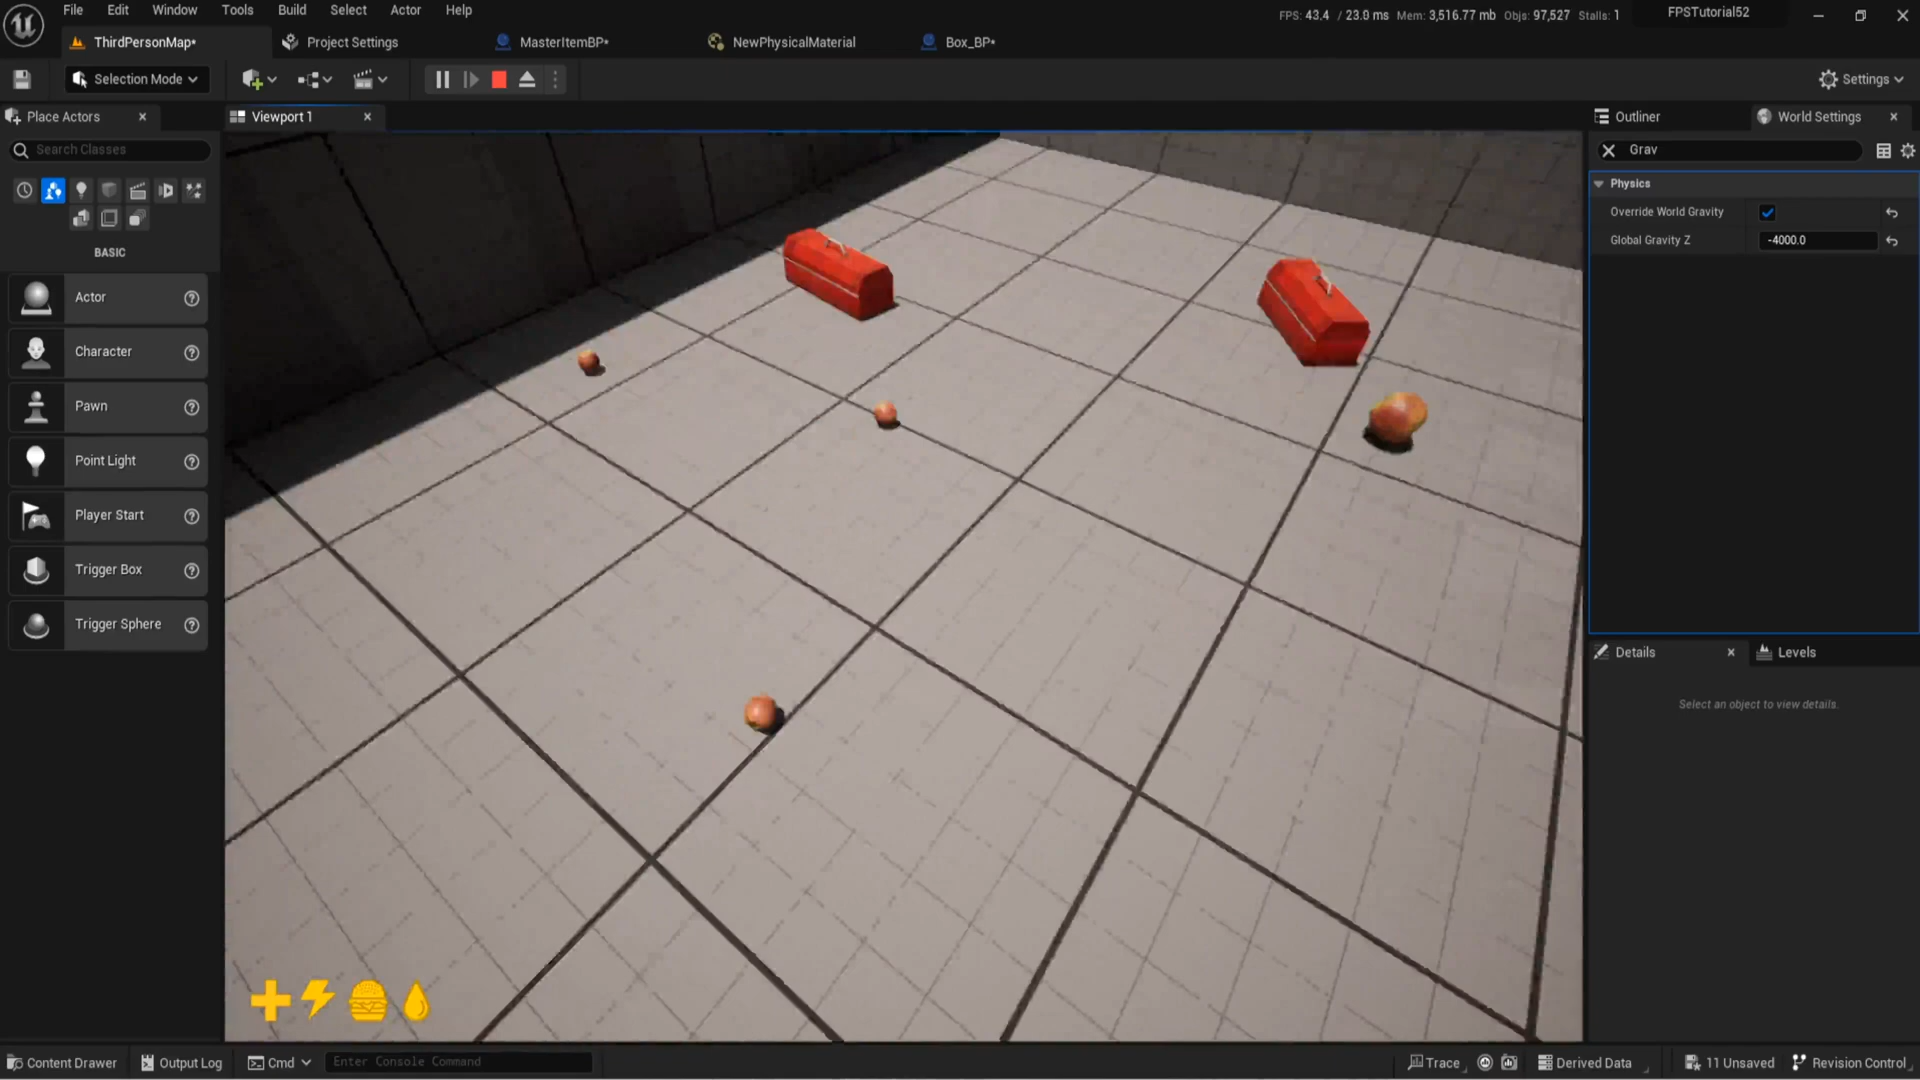 File Edit Window Tools Build Select Actor Help
FPS: 43.4 / 23.0 ms Mem: 3,516.77 mb Objs: 97,527 Stalls: 1
FPSTutorial52
ThirdPersonMap*
Project Settings
MasterItemBP*
NewPhysicalMaterial
Box_BP*
Selection Mode
Settings
Place Actors
Viewport 1
Outliner
World Settings
Search Classes
Grav
Physics
Override World Gravity
Global Gravity Z
-4000.0
BASIC
Actor
Character
Pawn
Point Light
Player Start
Trigger Box
Trigger Sphere
Details
Levels
Select an object to view details.
Content Drawer
Output Log
Cmd
Enter Console Command
Trace
Derived Data
11 Unsaved
Revision Control